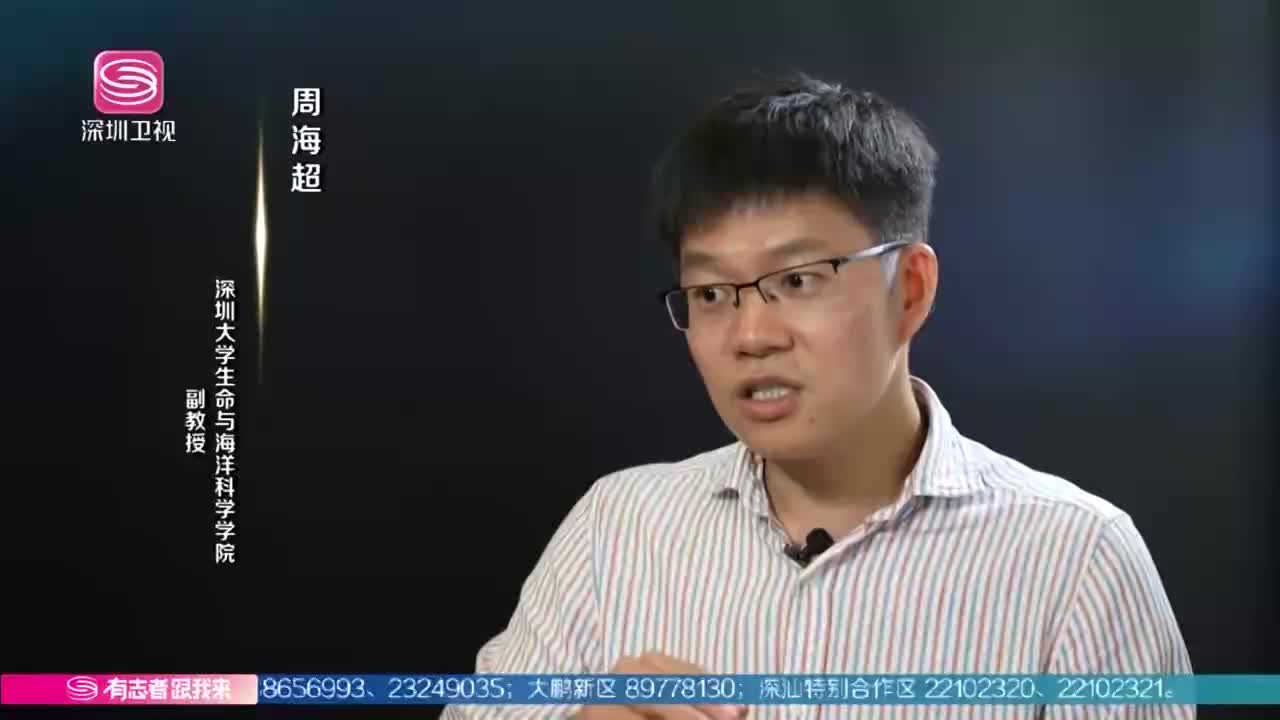 深圳卫视
周海超
深圳大学生命与海洋科学学院
副教授
有志者 跟我来
8656993、23249035；大鹏新区 89778130；深汕特别合作区 22102320、22102321。